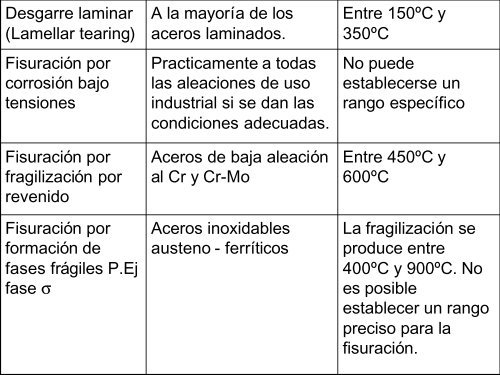 Desgarre laminar
(Lamellar tearing)
A la mayoría de los
aceros laminados.
Entre 150ºC y
350ºC
Fisuración por
corrosión bajo
tensiones
Practicamente a todas
las aleaciones de uso
industrial si se dan las
condiciones adecuadas.
No puede
establecerse un
rango específico
Fisuración por
fragilización por
revenido
Aceros de baja aleación
al Cr y Cr-Mo
Entre 450ºC y
600ºC
Fisuración por
formación de
fases frágiles P.Ej
fase σ
Aceros inoxidables
austeno - ferríticos
La fragilización se
produce entre
400ºC y 900ºC. No
es posible
establecer un rango
preciso para la
fisuración.